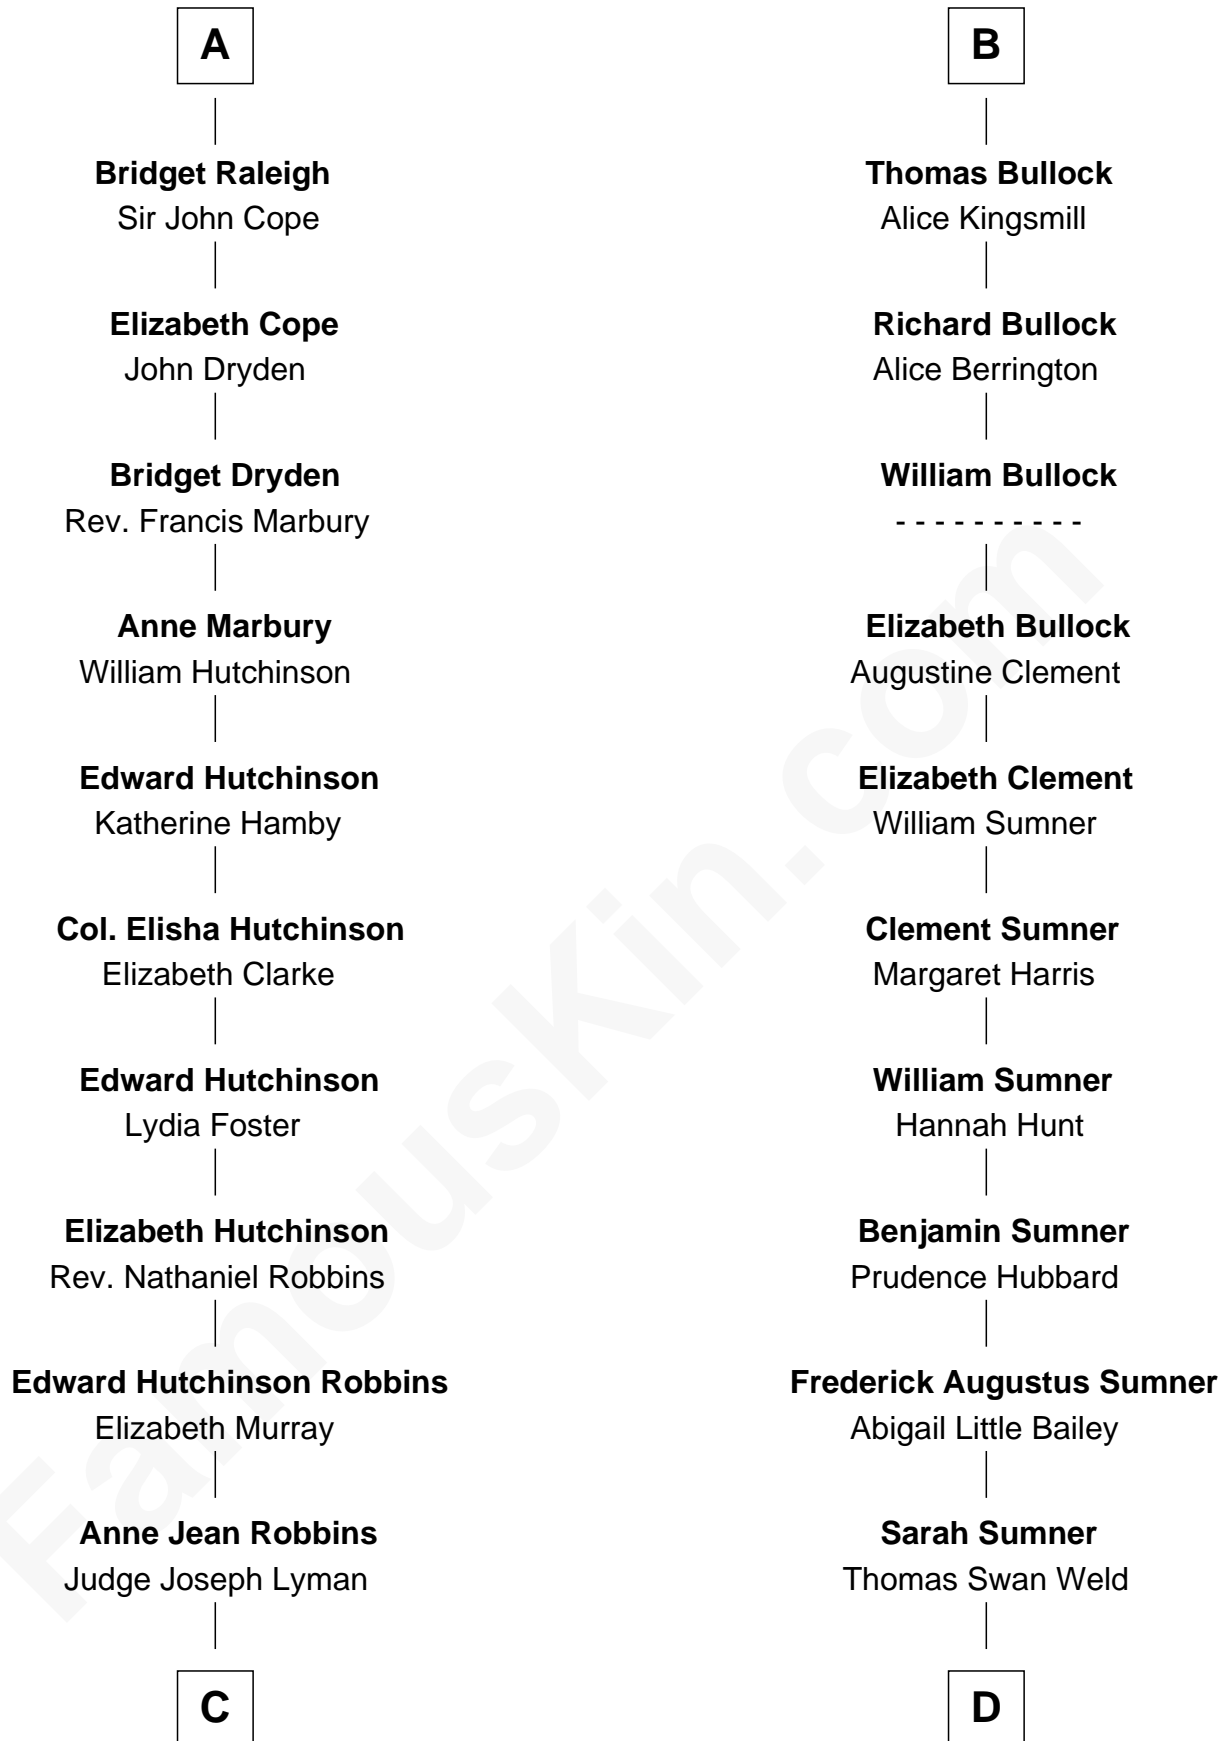 A
Bridget Raleigh
Sir John Cope
Elizabeth Cope
John Dryden
Bridget Dryden
Rev. Francis Marbury
Anne Marbury
William Hutchinson
Edward Hutchinson
Katherine Hamby
Col. Elisha Hutchinson
Elizabeth Clarke
Edward Hutchinson
Lydia Foster
Elizabeth Hutchinson
Rev. Nathaniel Robbins
Edward Hutchinson Robbins
Elizabeth Murray
Anne Jean Robbins
Judge Joseph Lyman
C
B
Thomas Bullock
Alice Kingsmill
Richard Bullock
Alice Berrington
William Bullock
- - - - - - - - - -
Elizabeth Bullock
Augustine Clement
Elizabeth Clement
William Sumner
Clement Sumner
Margaret Harris
William Sumner
Hannah Hunt
Benjamin Sumner
Prudence Hubbard
Frederick Augustus Sumner
Abigail Little Bailey
Sarah Sumner
Thomas Swan Weld
D
FamousKin.com